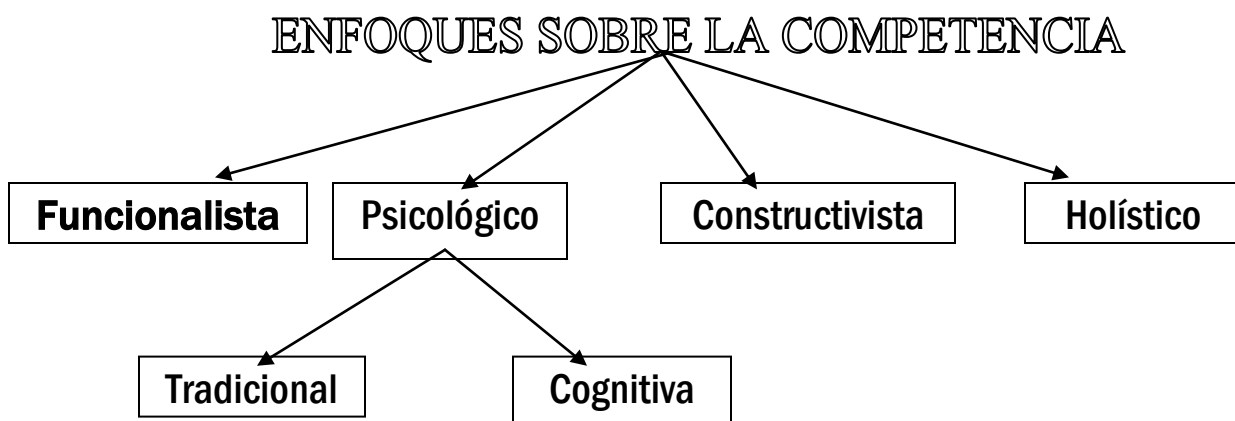 ENFOQUES SOBRE LA COMPETENCIA
Funcionalista
Psicológico
Constructivista
Holístico
Tradicional
Cognitiva